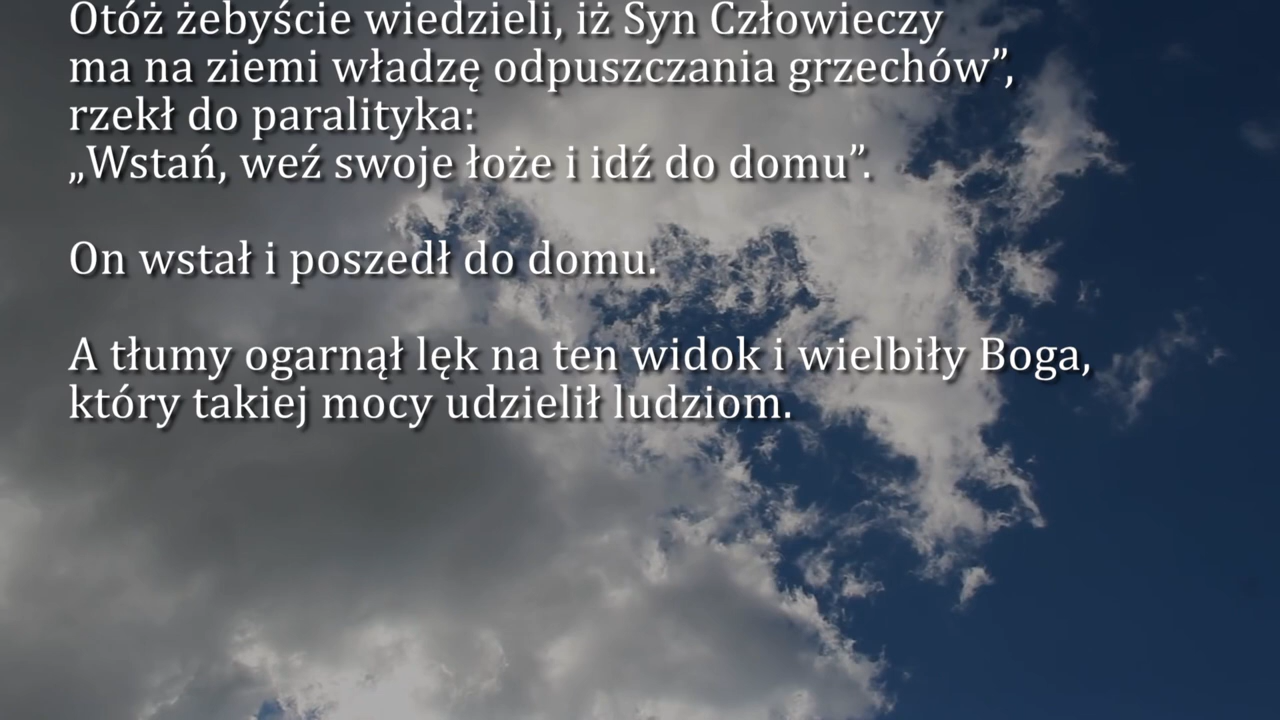 Otóż żebyście wiedzieli, iż Syn Człowieczy
ma na ziemi władzę odpuszczania grzechów”,
rzekł do paralityka:
„Wstań, weź swoje łoże i idź do domu”.
On wstał i poszedł do domu.
A tłumy ogarnął lęk na ten widok i wielbiły Boga,
który takiej mocy udzielił ludziom.